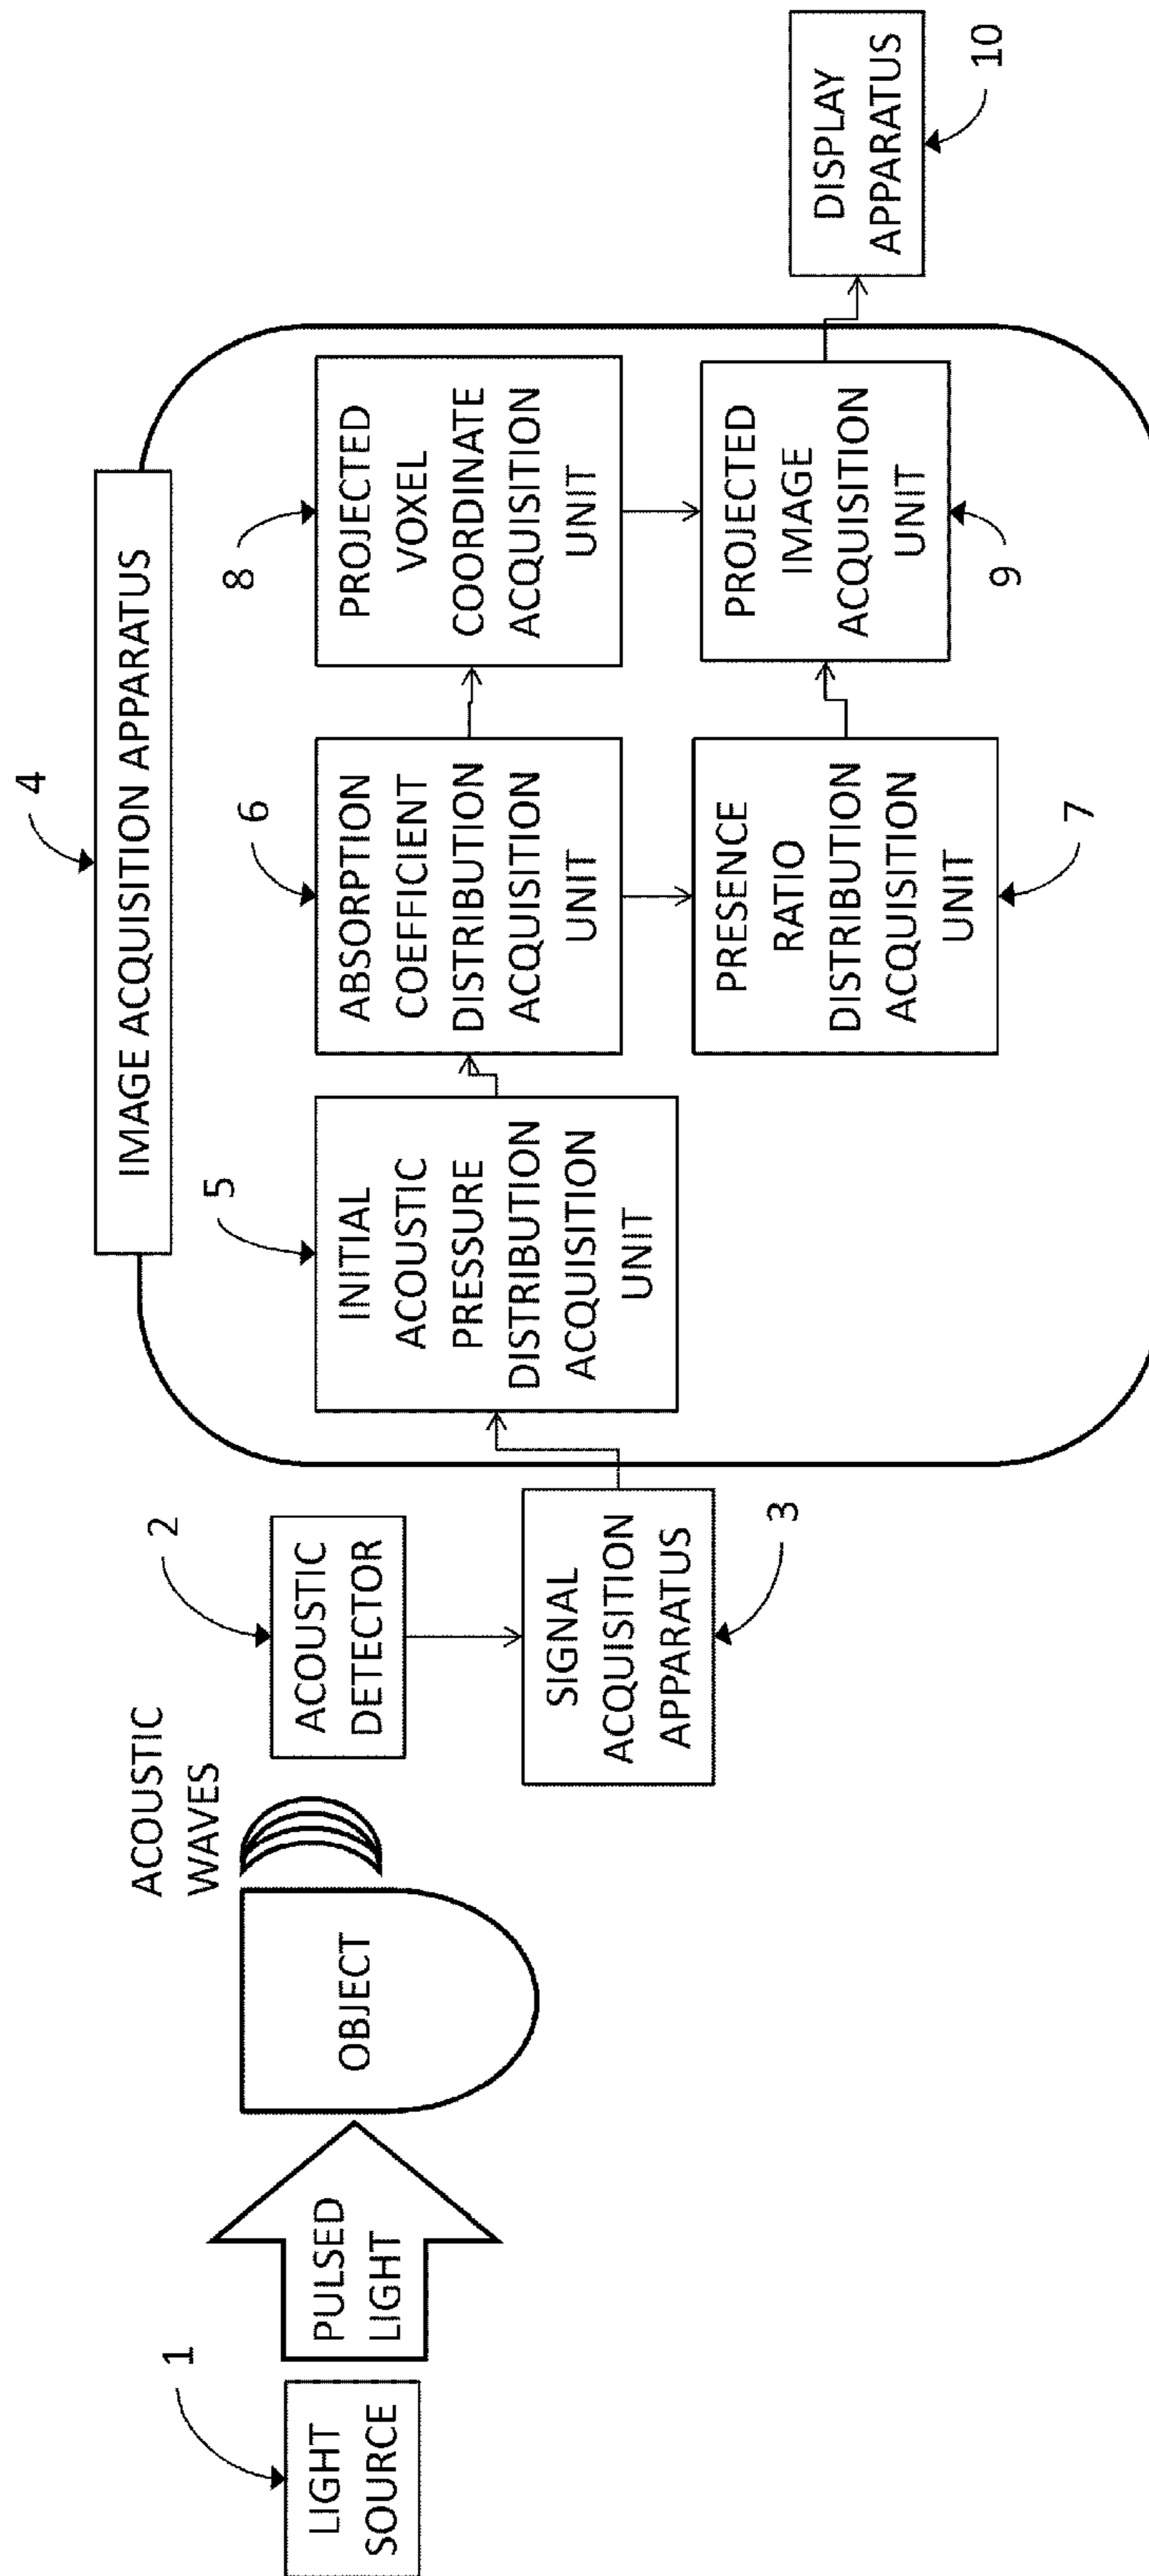 1
LIGHT
SOURCE
PULSED
LIGHT
OBJECT
ACOUSTIC
WAVES
2
ACOUSTIC
DETECTOR
SIGNAL
ACQUISITION
APPARATUS
3
4
IMAGE ACQUISITION APPARATUS
5
INITIAL
ACOUSTIC
PRESSURE
DISTRIBUTION
ACQUISITION
UNIT
6
ABSORPTION
COEFFICIENT
DISTRIBUTION
ACQUISITION
UNIT
PRESENCE
RATIO
DISTRIBUTION
ACQUISITION
UNIT
7
8
PROJECTED
VOXEL
COORDINATE
ACQUISITION
UNIT
PROJECTED
IMAGE
ACQUISITION
UNIT
9
DISPLAY
APPARATUS
10